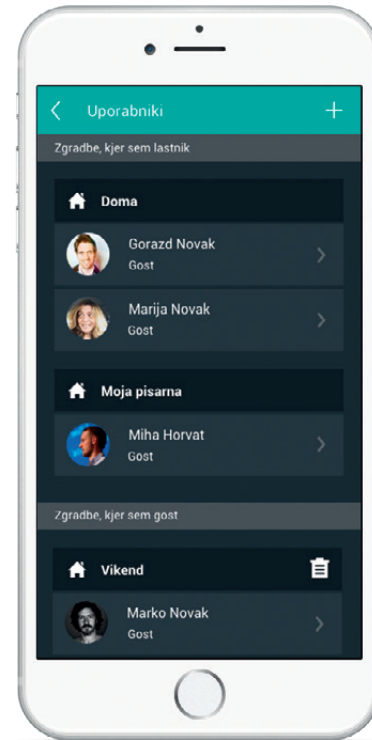 Uporabniki
Zgradbe, kjer sem lastnik
Doma
Gorazd Novak
Gost
Marija Novak
Gost
Moja pisarna
Miha Horvat
Gost
Zgradbe, kjer sem gost
Vikend
Marko Novak
Gost